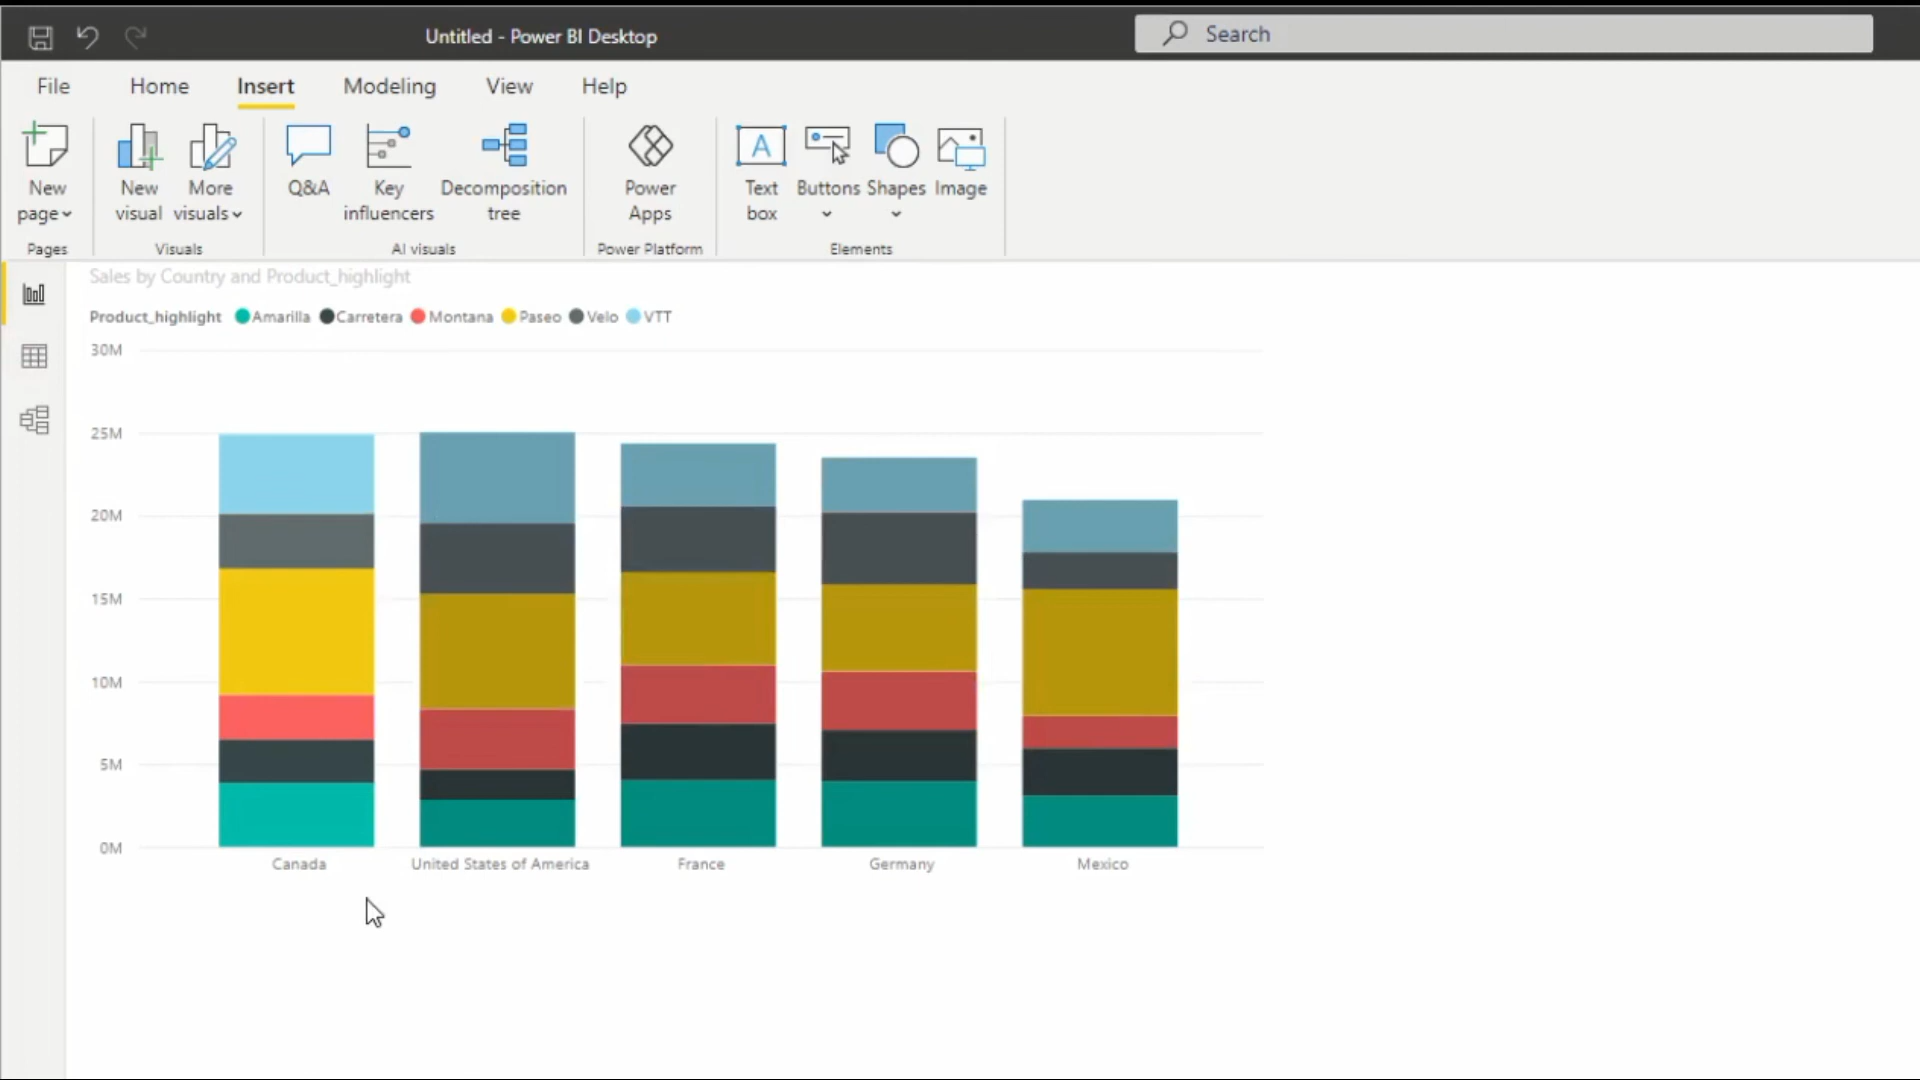 Untitled - Power BI Desktop
Search
File Home Insert Modeling View Help
New page
New visual
More visuals
Q&A
Key influencers
Decomposition tree
Power Apps
A
Text box
Buttons
Shapes
Image
Pages
Visuals
AI visuals
Power Platform
Elements
Sales by Country and Product_highlight
Product_highlight Amarilla Carretera Montana Paseo Velo VTT
30M
25M
20M
15M
10M
5M
0M
Canada
United States of America
France
Germany
Mexico